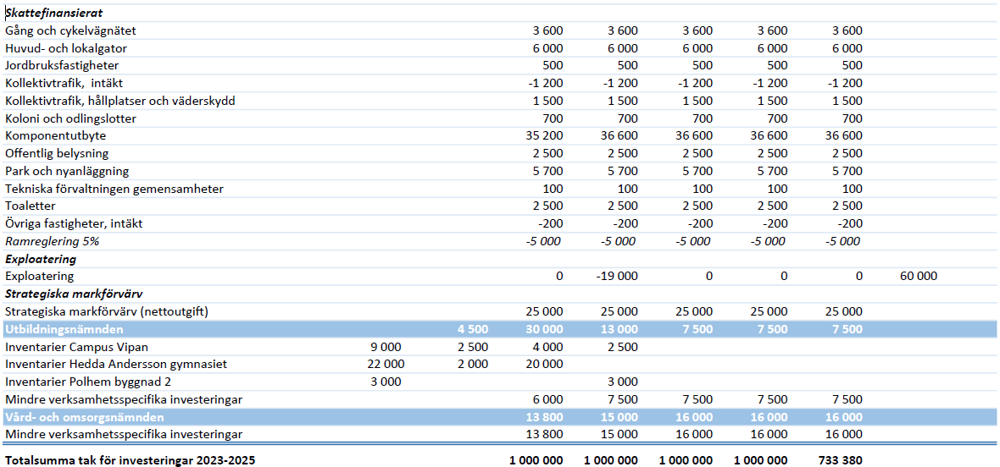 Skattefinansierat
Gång och cykelvägnätet 3 600 3 600 3 600 3 600 3 600
Huvud- och lokalgator 6 000 6 000 6 000 6 000 6 000
Jordbruksfastigheter 500 500 500 500 500
Kollektivtrafik, intäkt -1 200 -1 200 -1 200 -1 200 -1 200
Kollektivtrafik, hållplatser och väderskydd 1 500 1 500 1 500 1 500 1 500
Koloni och odlingslotter 700 700 700 700 700
Komponentutbyte 35 200 36 600 36 600 36 600 36 600
Offentlig belysning 2 500 2 500 2 500 2 500 2 500
Park och nyanläggning 5 700 5 700 5 700 5 700 5 700
Tekniska förvaltningen gemensamheter 100 100 100 100 100
Toaletter 2 500 2 500 2 500 2 500 2 500
Övriga fastigheter, intäkt -200 -200 -200 -200 -200
Ramreglering 5% -5 000 -5 000 -5 000 -5 000 -5 000
Exploatering
Exploatering 0 -19 000 0 0 0 60 000
Strategiska markförvärv
Strategiska markförvärv (nettoutgift) 25 000 25 000 25 000 25 000 25 000
Utbildningsnämnden 4 500 30 000 13 000 7 500 7 500 7 500
Inventarier Campus Vipan 9 000 2 500 4 000 2 500
Inventarier Hedda Andersson gymnasiet 22 000 2 000 20 000
Inventarier Polhem byggnad 2 3 000 3 000
Mindre verksamhetsspecifika investeringar 6 000 7 500 7 500 7 500 7 500
Vård- och omsorgsnämnden 13 800 15 000 16 000 16 000 16 000
Mindre verksamhetsspecifika investeringar 13 800 15 000 16 000 16 000 16 000
Totalsumma tak för investeringar 2023-2025 1 000 000 1 000 000 1 000 000 1 000 000 733 380